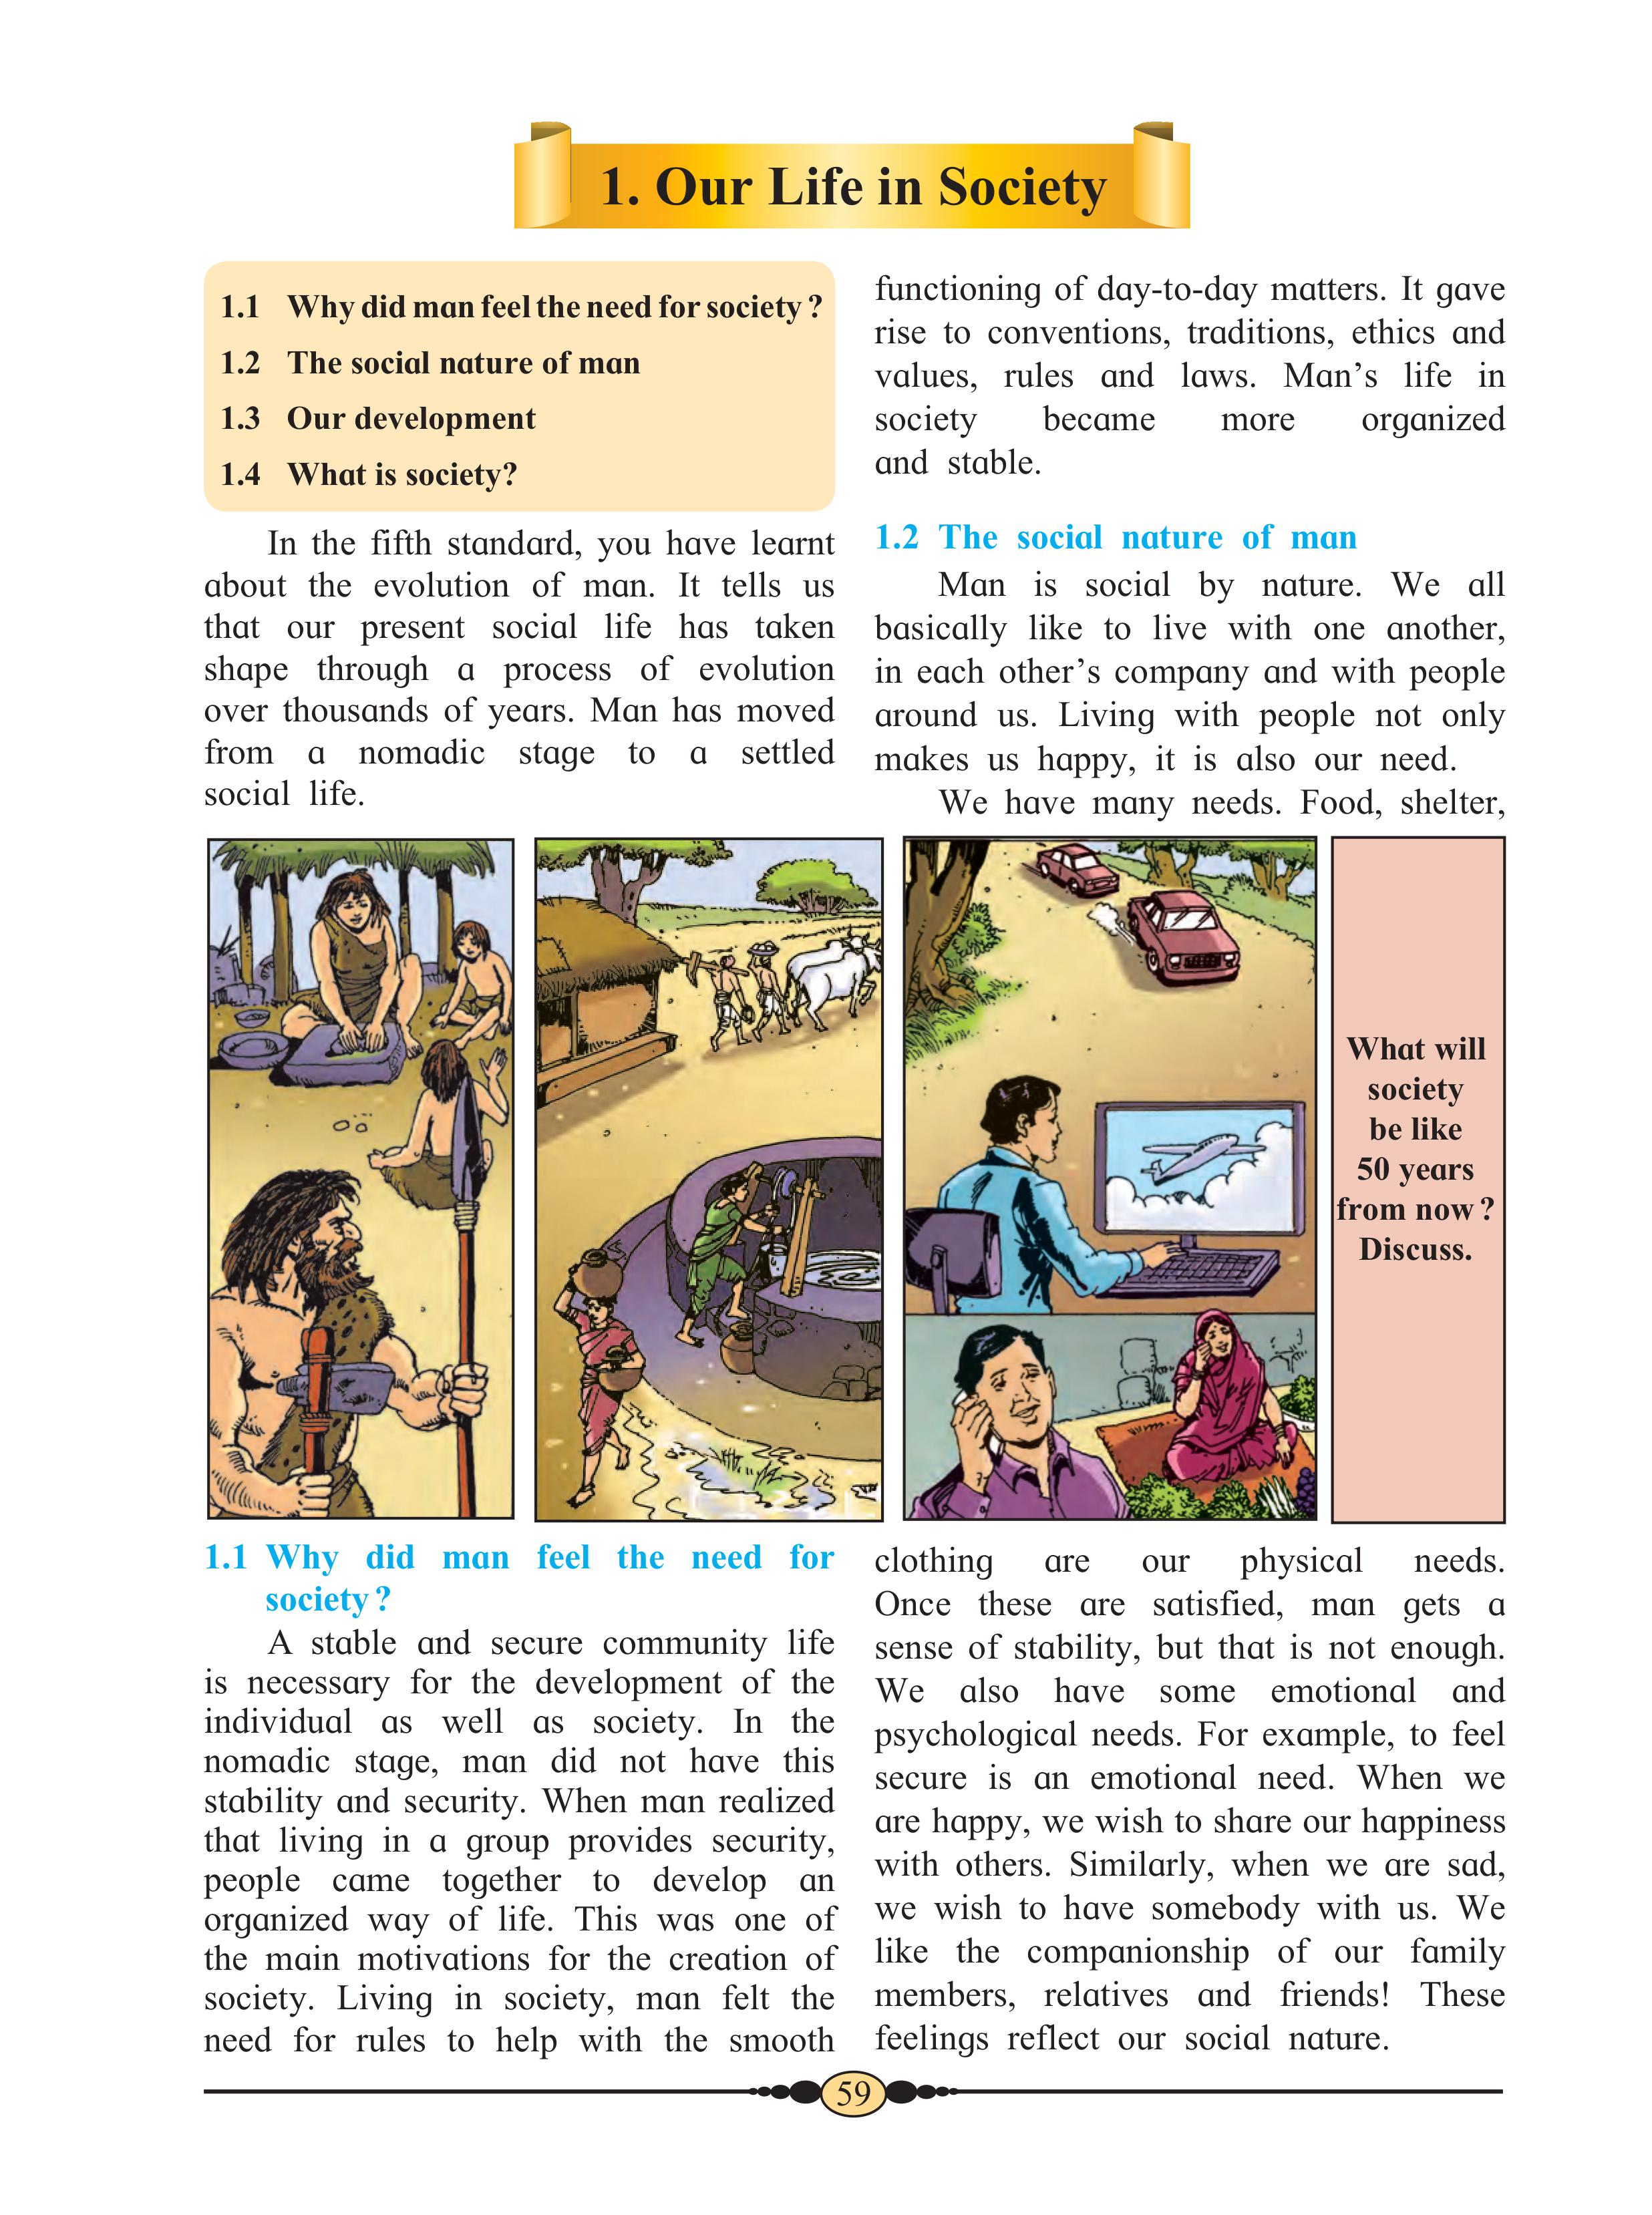 1. Our Life in Society
1.1 Why did man feel the need for society ?
1.2 The social nature of man
1.3 Our development
1.4 What is society?
In the fifth standard, you have learnt
about the evolution of man. It tells us
that our present social life has taken
shape through a process of evolution
over thousands of years. Man has moved
from a nomadic stage to a settled
social life.
1.1 Why did man feel the need for
society ?
A stable and secure community life
is necessary for the development of the
individual as well as society. In the
nomadic stage, man did not have this
stability and security. When man realized
that living in a group provides security,
people came together to develop an
organized way of life. This was one of
the main motivations for the creation of
society. Living in society, man felt the
need for rules to help with the smooth
functioning of day-to-day matters. It gave
rise to conventions, traditions, ethics and
values, rules and laws. Man’s life in
society became more organized
and stable.
1.2 The social nature of man
Man is social by nature. We all
basically like to live with one another,
in each other’s company and with people
around us. Living with people not only
makes us happy, it is also our need.
We have many needs. Food, shelter,
What will
society
be like
50 years
from now ?
Discuss.
clothing are our physical needs.
Once these are satisfied, man gets a
sense of stability, but that is not enough.
We also have some emotional and
psychological needs. For example, to feel
secure is an emotional need. When we
are happy, we wish to share our happiness
with others. Similarly, when we are sad,
we wish to have somebody with us. We
like the companionship of our family
members, relatives and friends! These
feelings reflect our social nature.
59